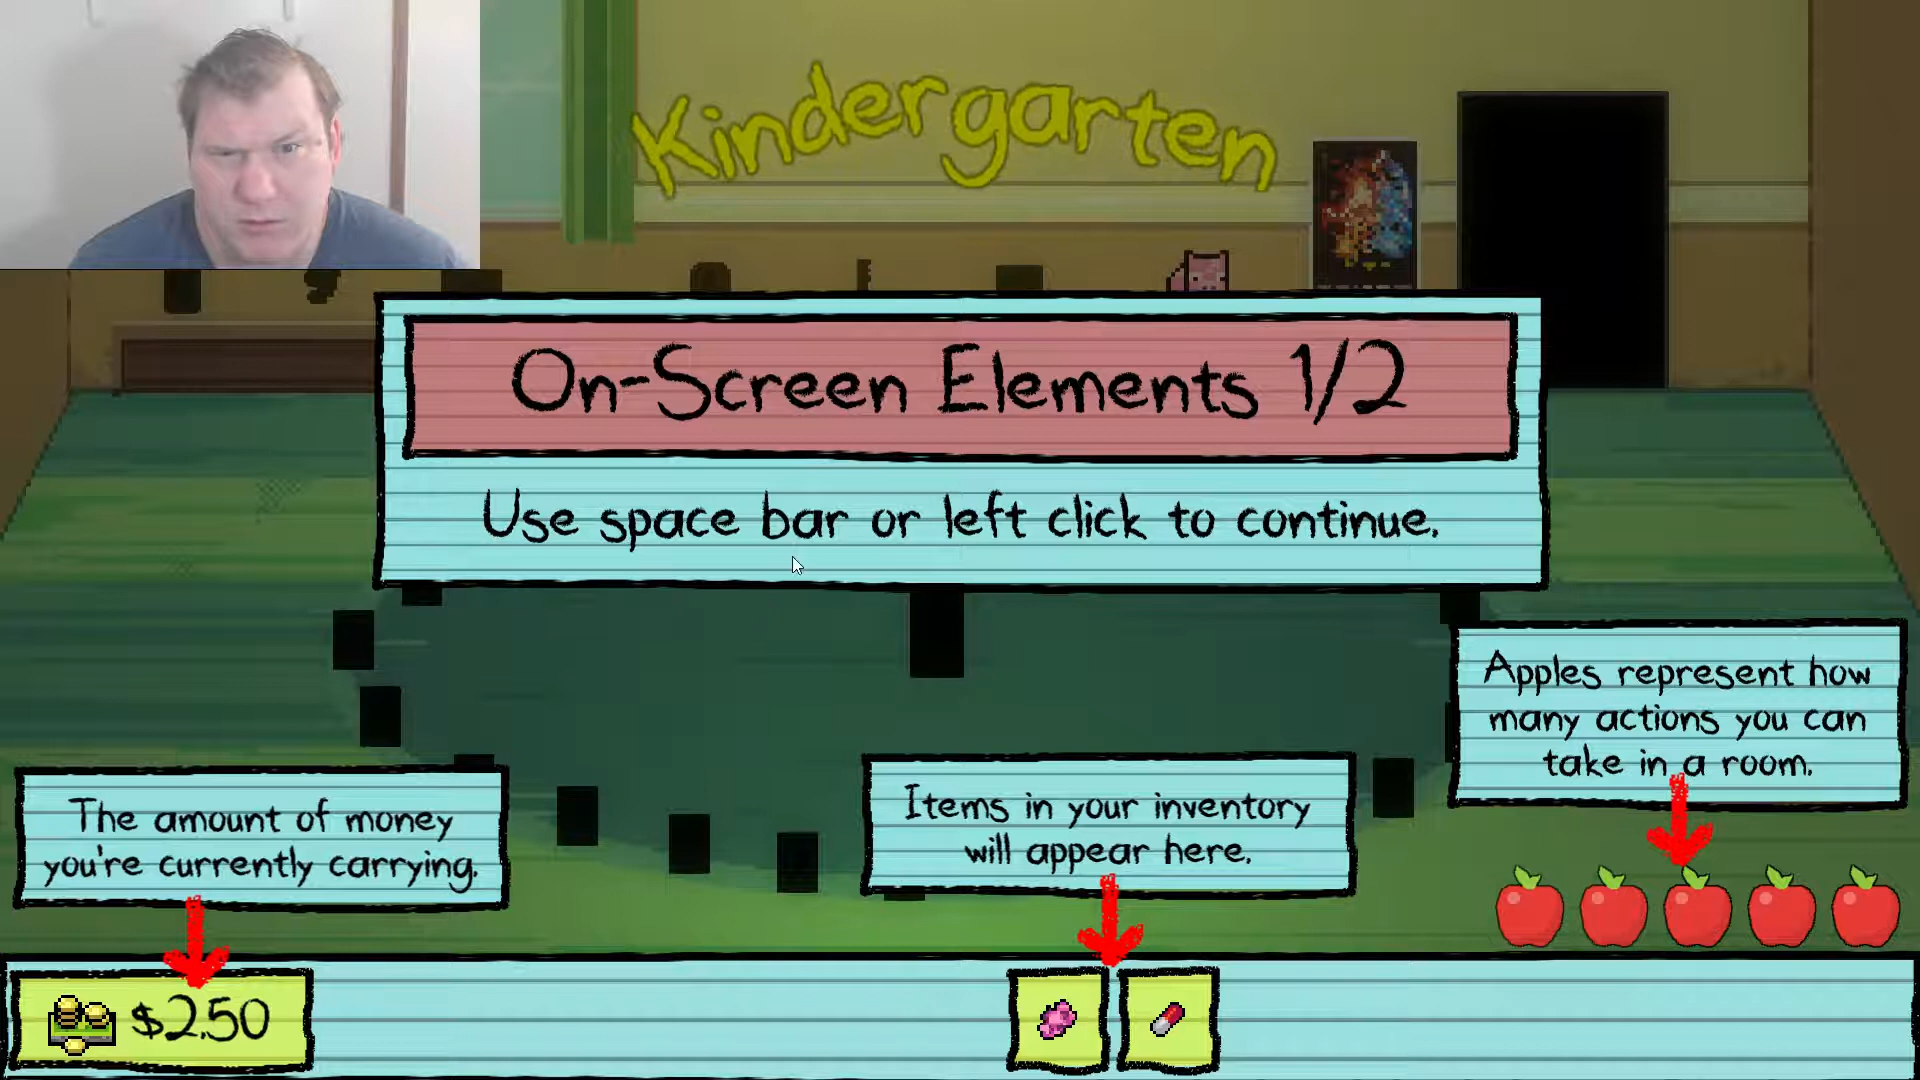 Kindergarten
On-Screen Elements 1/2
Use space bar or left click to continue.
Apples represent how
many actions you can
take in a room.
The amount of money
you're currently carrying.
Items in your inventory
will appear here.
$2.50